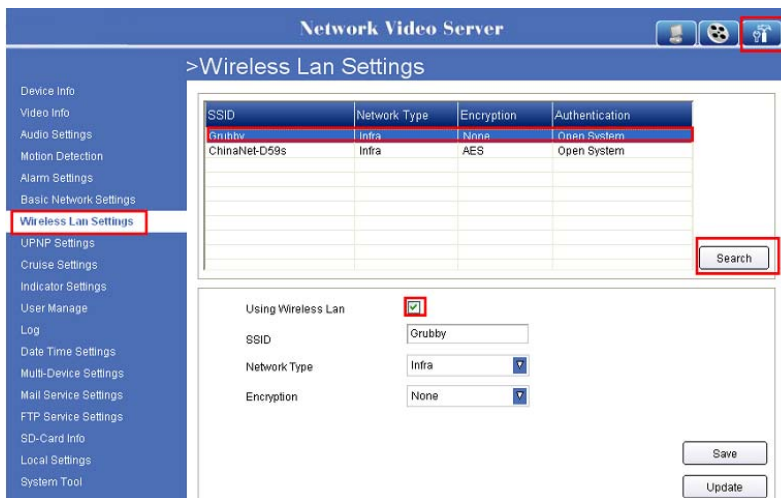 Network Video Server
>Wireless Lan Settings
Device Info
Video Info
Audio Settings
Motion Detection
Alarm Settings
Basic Network Settings
Wireless Lan Settings
UPNP Settings
Cruise Settings
Indicator Settings
User Manage
Log
Date Time Settings
Multi-Device Settings
Mail Service Settings
FTP Service Settings
SD-Card Info
Local Settings
System Tool
SSID Network Type Encryption Authentication
Grubby Infra None Open System
ChinaNet-D59s Infra AES Open System
Search
Using Wireless Lan
SSID Grubby
Network Type Infra
Encryption None
Save
Update